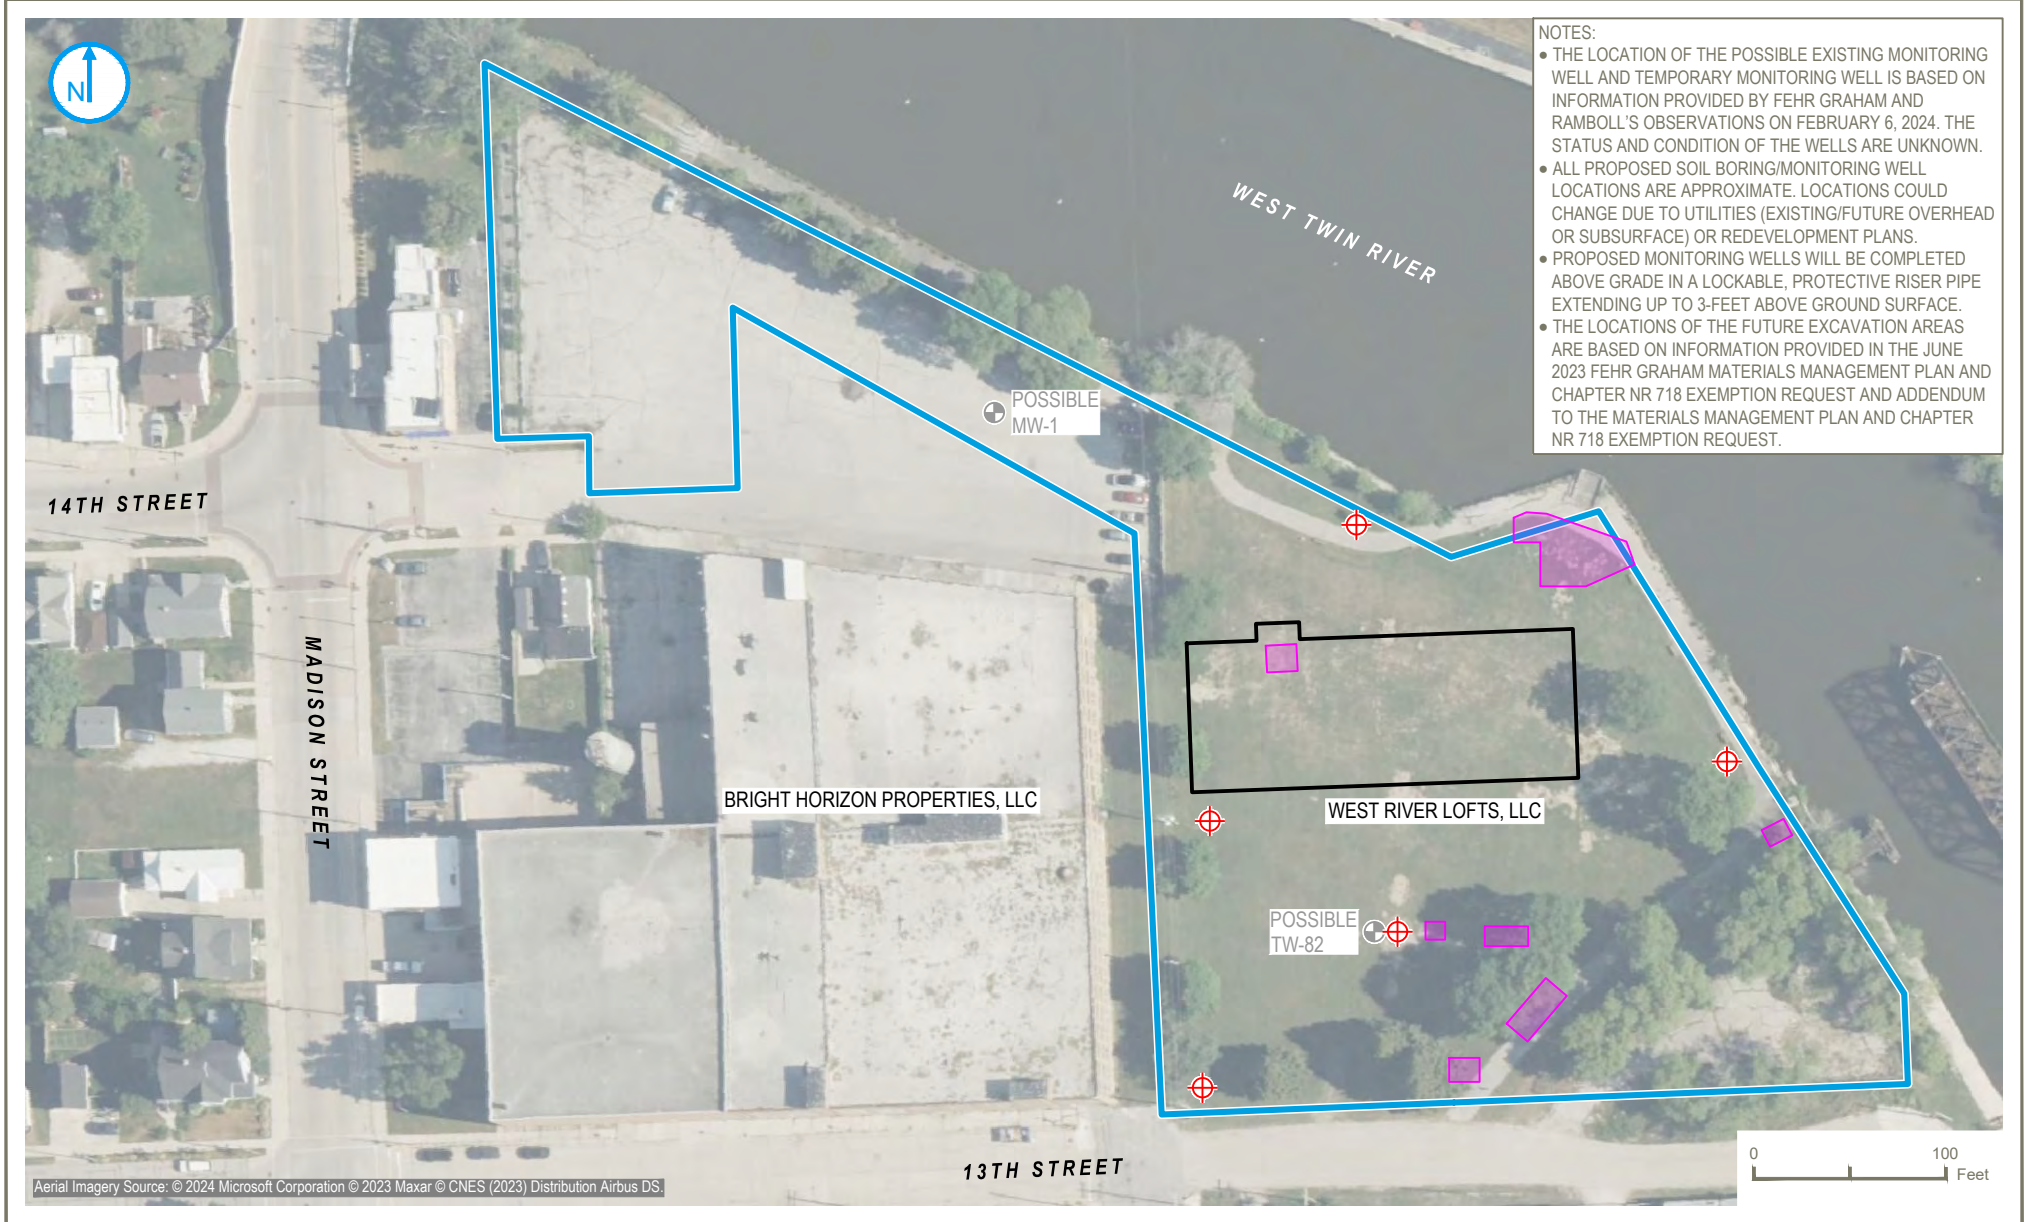 N
NOTES:
● THE LOCATION OF THE POSSIBLE EXISTING MONITORING
WELL AND TEMPORARY MONITORING WELL IS BASED ON
INFORMATION PROVIDED BY FEHR GRAHAM AND
RAMBOLL'S OBSERVATIONS ON FEBRUARY 6, 2024. THE
STATUS AND CONDITION OF THE WELLS ARE UNKNOWN.
● ALL PROPOSED SOIL BORING/MONITORING WELL
LOCATIONS ARE APPROXIMATE. LOCATIONS COULD
CHANGE DUE TO UTILITIES (EXISTING/FUTURE OVERHEAD
OR SUBSURFACE) OR REDEVELOPMENT PLANS.
● PROPOSED MONITORING WELLS WILL BE COMPLETED
ABOVE GRADE IN A LOCKABLE, PROTECTIVE RISER PIPE
EXTENDING UP TO 3-FEET ABOVE GROUND SURFACE.
● THE LOCATIONS OF THE FUTURE EXCAVATION AREAS
ARE BASED ON INFORMATION PROVIDED IN THE JUNE
2023 FEHR GRAHAM MATERIALS MANAGEMENT PLAN AND
CHAPTER NR 718 EXEMPTION REQUEST AND ADDENDUM
TO THE MATERIALS MANAGEMENT PLAN AND CHAPTER
NR 718 EXEMPTION REQUEST.
WEST TWIN RIVER
POSSIBLE
MW-1
14TH STREET
MADISON STREET
BRIGHT HORIZON PROPERTIES, LLC
WEST RIVER LOFTS, LLC
POSSIBLE
TW-82
13TH STREET
0 100
Feet
Aerial Imagery Source: © 2024 Microsoft Corporation © 2023 Maxar © CNES (2023) Distribution Airbus DS.